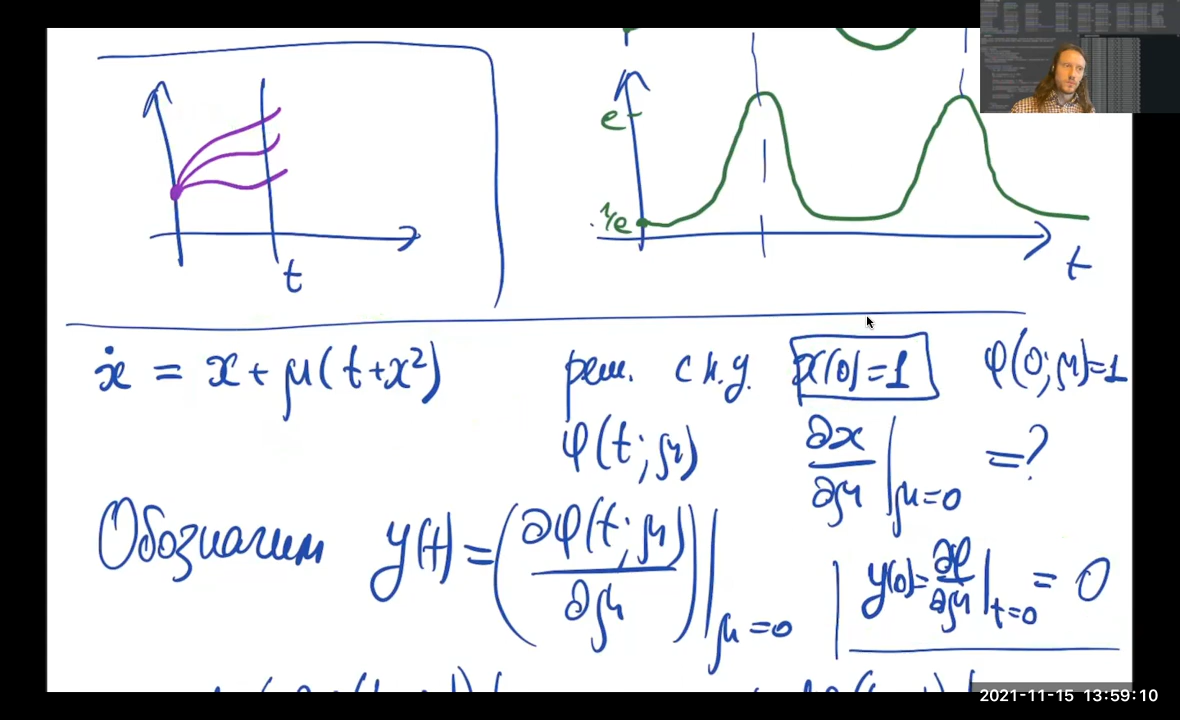 e
1/e
t
t
ẋ = x + μ(t+x²) реш. с н.у. x(0)=1 φ(0;μ)=1
φ(t;μ) ∂x/∂μ |μ=0 =?
Обозначим y(t) = (∂φ(t;μ)/∂μ)|μ=0
y(0)= ∂φ/∂μ |t=0 = 0
2021-11-15 13:59:10